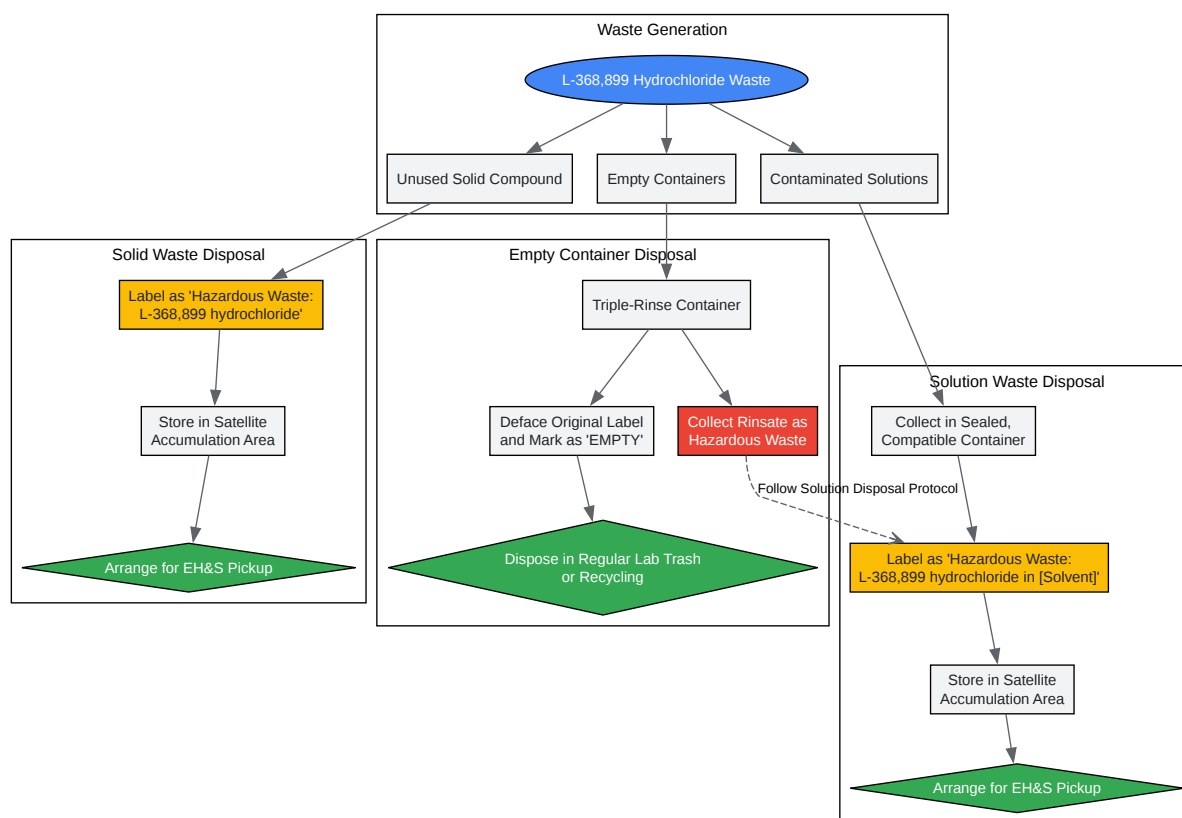 Waste Generation
L-368,899 Hydrochloride Waste
Unused Solid Compound
Empty Containers
Contaminated Solutions
Solid Waste Disposal
Label as 'Hazardous Waste:
L-368,899 hydrochloride'
Store in Satellite
Accumulation Area
Arrange for EH&S Pickup
Empty Container Disposal
Triple-Rinse Container
Deface Original Label
and Mark as 'EMPTY'
Collect Rinsate as
Hazardous Waste
Dispose in Regular Lab Trash
or Recycling
Follow Solution Disposal Protocol
Solution Waste Disposal
Collect in Sealed,
Compatible Container
Label as 'Hazardous Waste:
L-368,899 hydrochloride in [Solvent]'
Store in Satellite
Accumulation Area
Arrange for EH&S Pickup